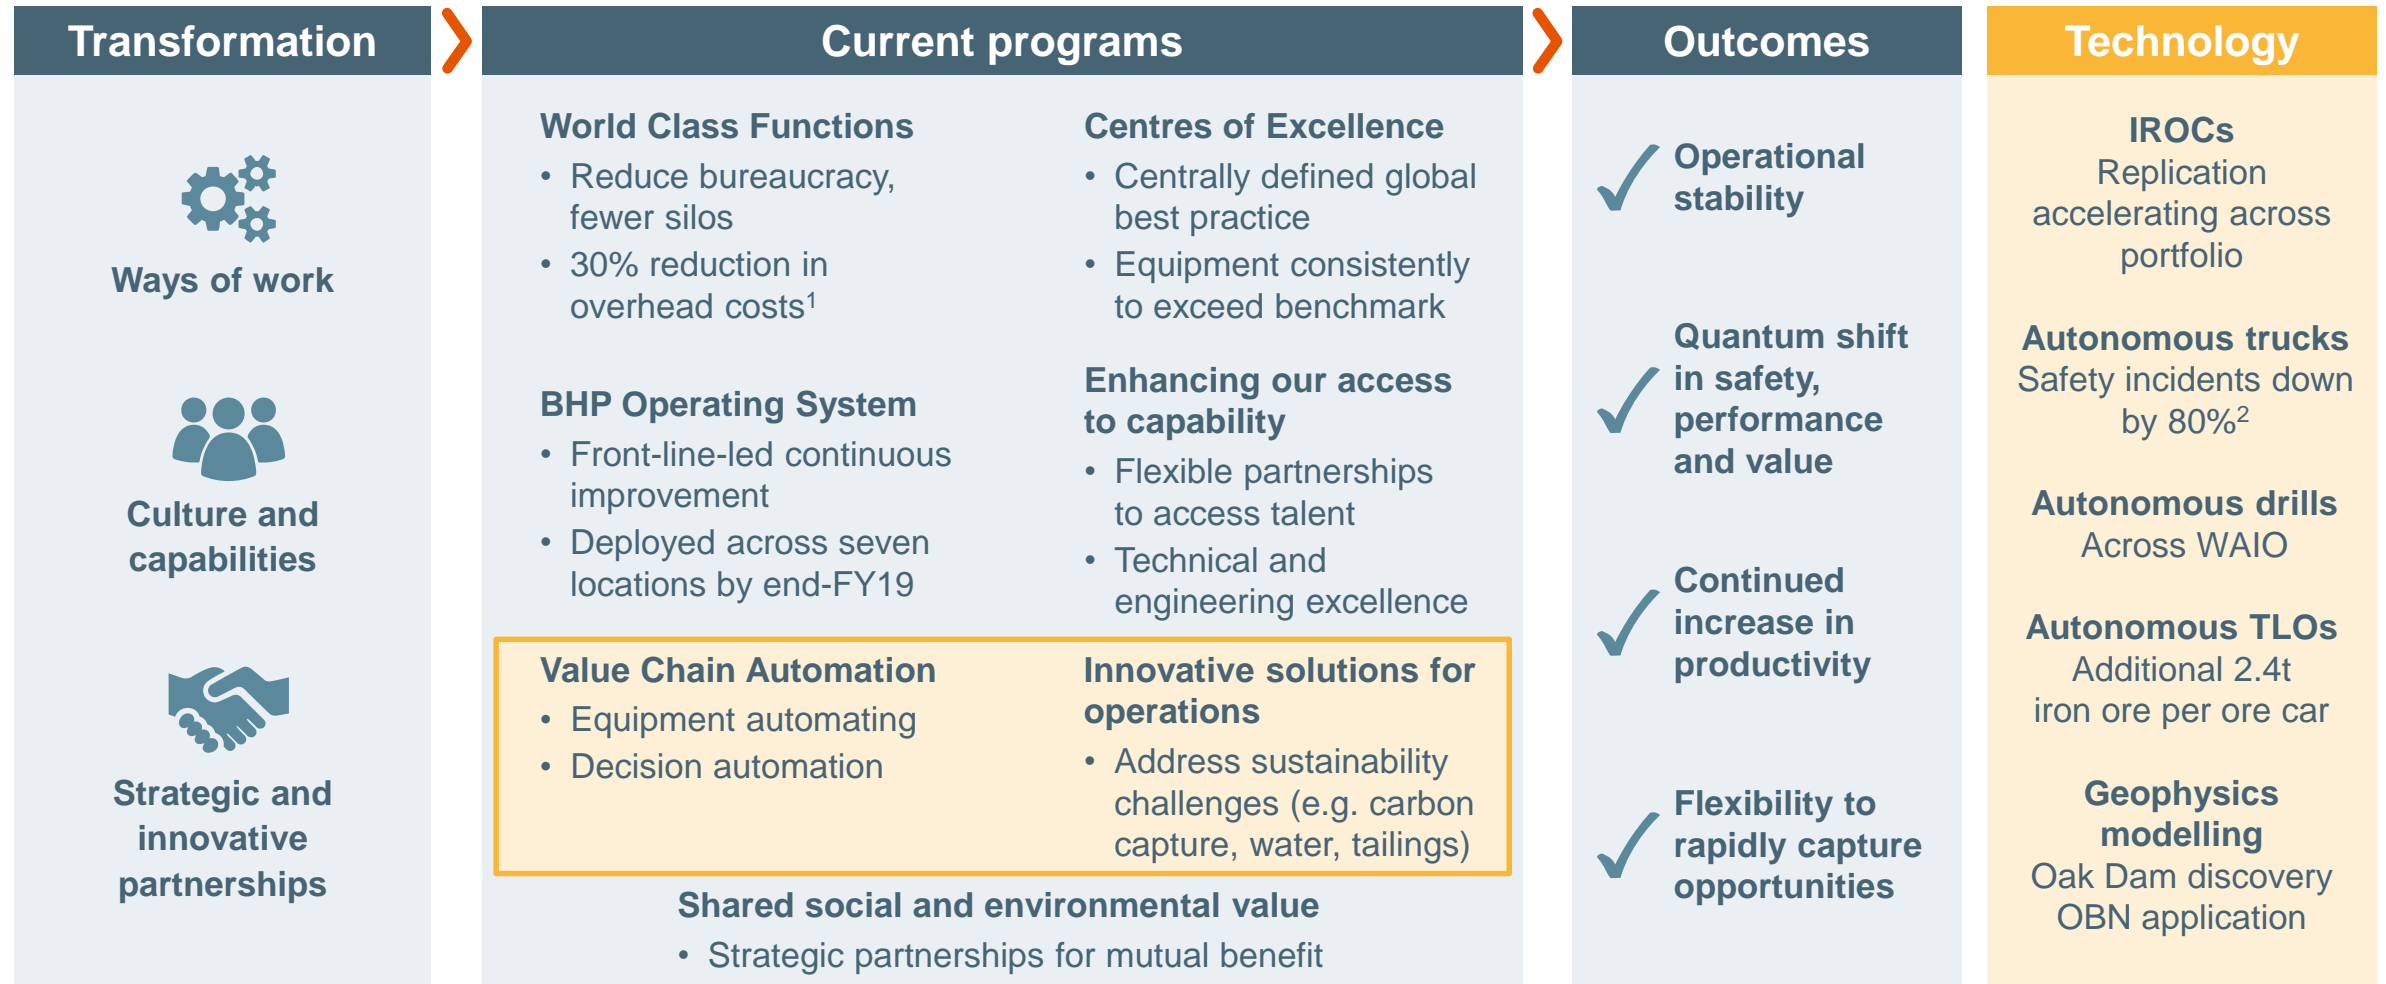 Transformation
Ways of work
Culture and
capabilities
Strategic and
innovative
partnerships
Current programs
World Class Functions
• Reduce bureaucracy,
fewer silos
• 30% reduction in
overhead costs¹
BHP Operating System
• Front-line-led continuous
improvement
• Deployed across seven
locations by end-FY19
Value Chain Automation
• Equipment automating
• Decision automation
Centres of Excellence
• Centrally defined global
best practice
• Equipment consistently
to exceed benchmark
Enhancing our access
to capability
• Flexible partnerships
to access talent
• Technical and
engineering excellence
Innovative solutions for
operations
• Address sustainability
challenges (e.g. carbon
capture, water, tailings)
Shared social and environmental value
• Strategic partnerships for mutual benefit
Outcomes
Operational
stability
Quantum shift
in safety,
performance
and value
Continued
increase in
productivity
Flexibility to
rapidly capture
opportunities
Technology
IROCs
Replication
accelerating across
portfolio
Autonomous trucks
Safety incidents down
by 80%²
Autonomous drills
Across WAIO
Autonomous TLOs
Additional 2.4t
iron ore per ore car
Geophysics
modelling
Oak Dam discovery
OBN application